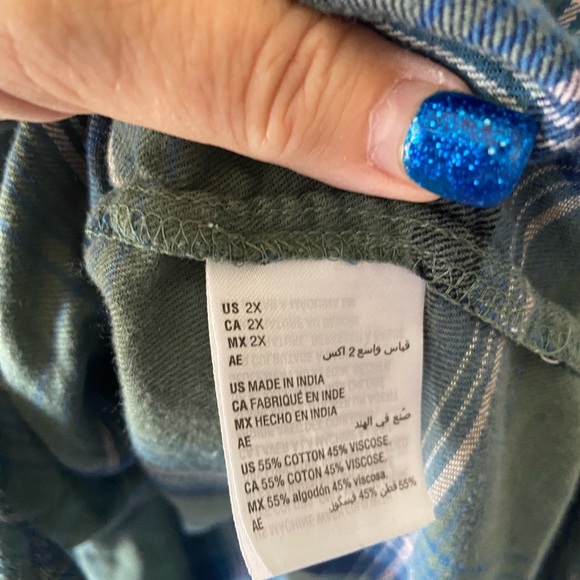 US 2X
CA 2X
MX 2X
AE قياس واسع 2 اكس
US MADE IN INDIA
CA FABRIQUÉ EN INDE
MX HECHO EN INDIA
AE صُنع في الهند
US 55% COTTON 45% VISCOSE.
CA 55% COTON 45% VISCOSE.
MX 55% algodón 45% viscosa.
AE 55% قطن 45% فيسكوز